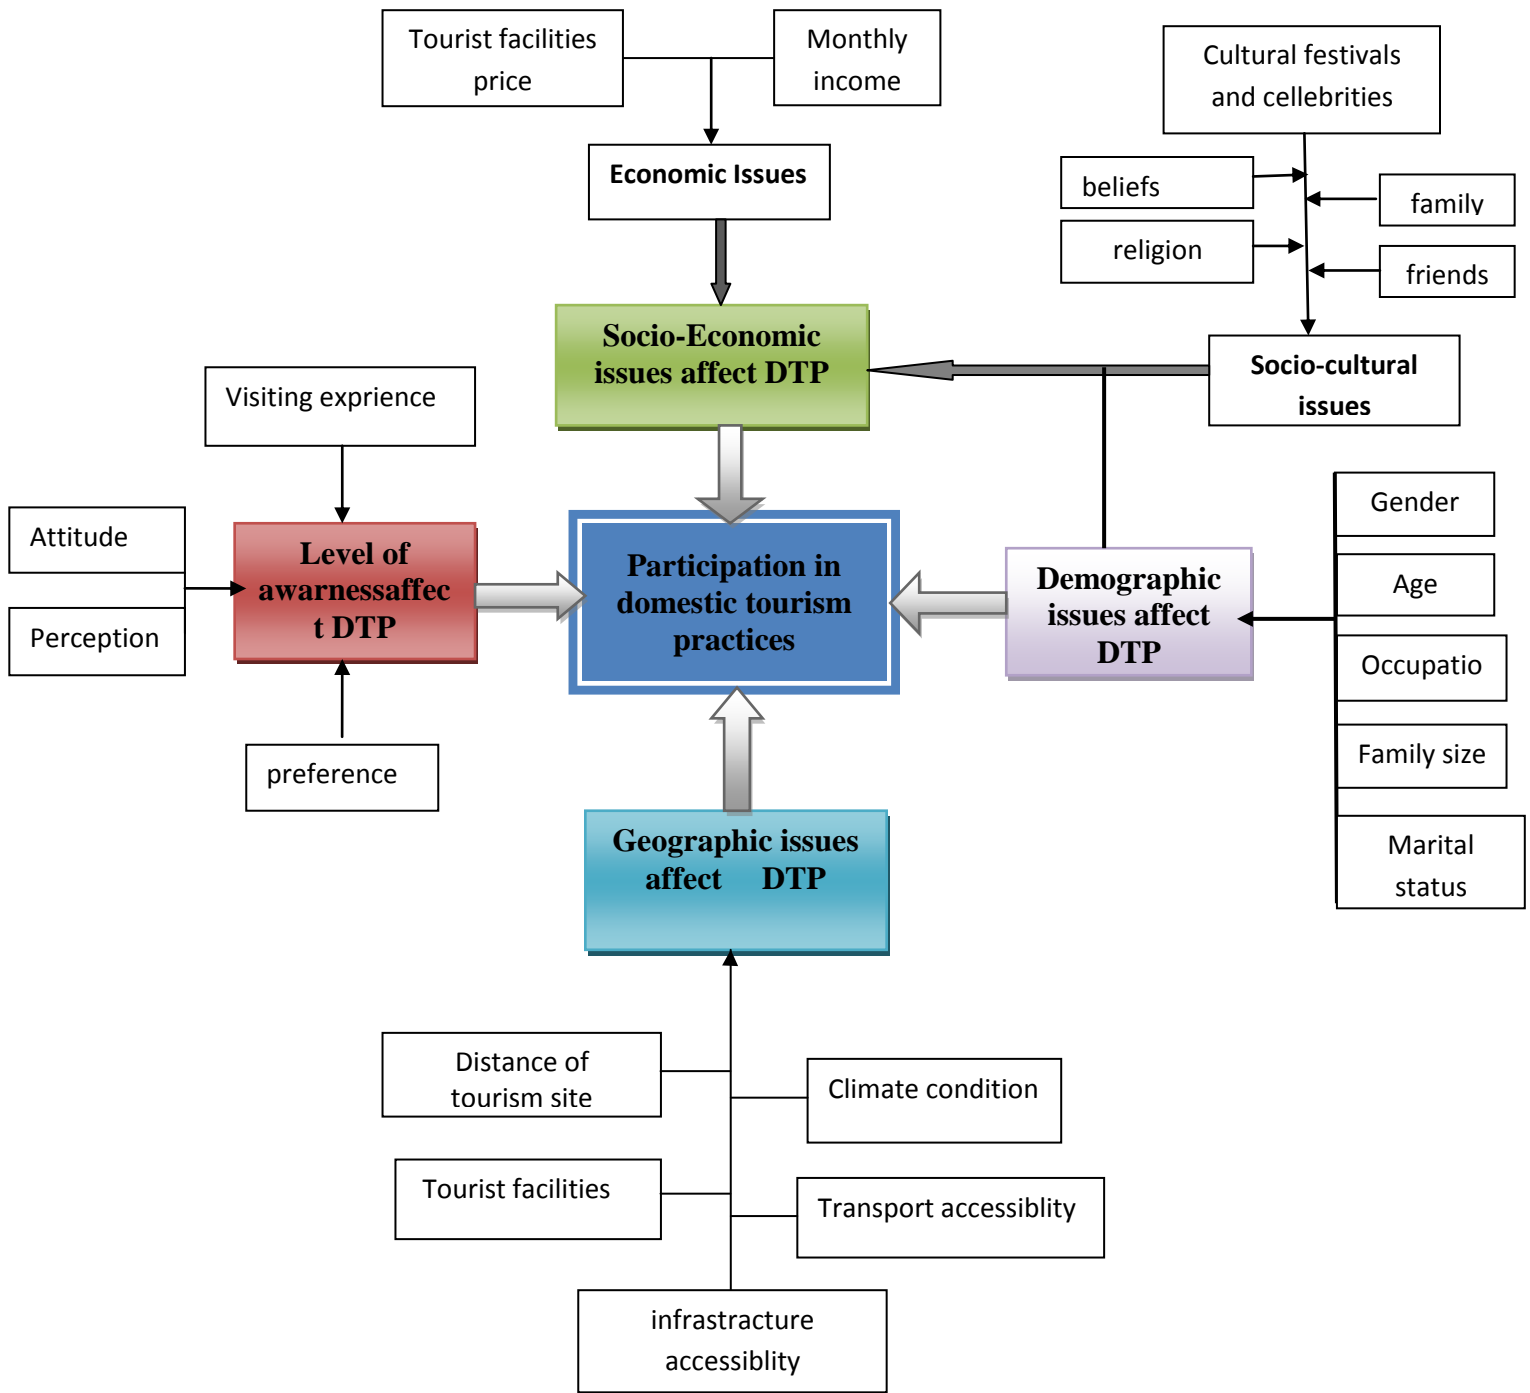 Tourist facilities
price
Monthly
income
Cultural festivals
and cellebrities
Economic Issues
beliefs
family
religion
friends
Socio-Economic
issues affect DTP
Socio-cultural
issues
Visiting exprience
Attitude
Perception
Level of
awarnessaffec
t DTP
preference
Participation in
domestic tourism
practices
Demographic
issues affect
DTP
Gender
Age
Occupatio
Family size
Marital
status
Geographic issues
affect DTP
Distance of
tourism site
Climate condition
Tourist facilities
Transport accessiblity
infrastracture
accessiblity